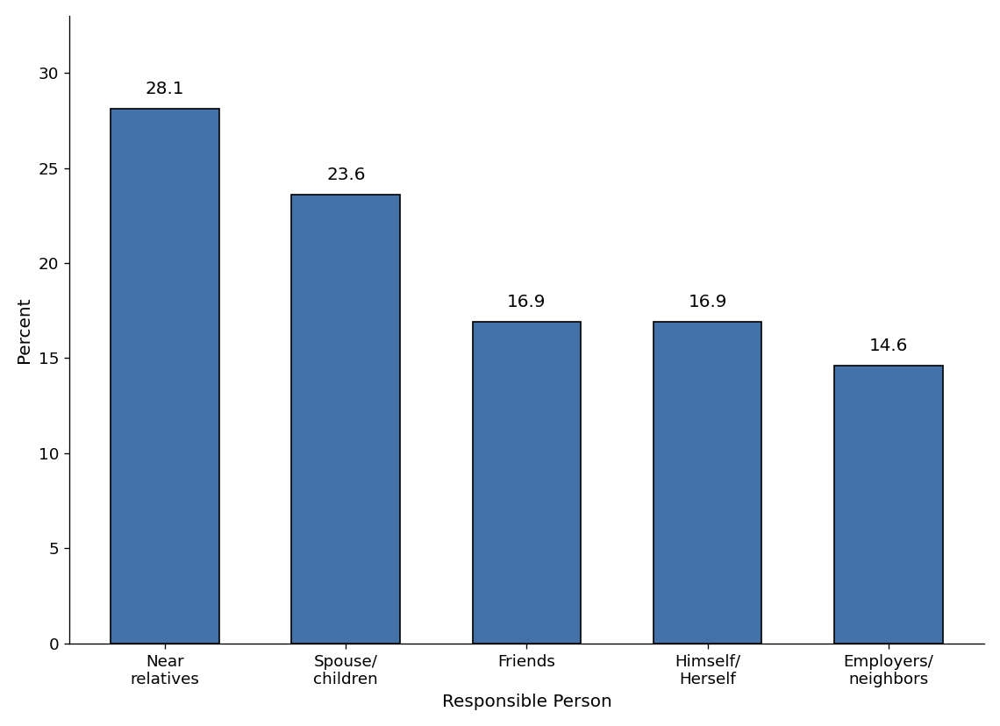 30
25
20
15
10
5
0
Percent
28.1
23.6
16.9
16.9
14.6
Near
relatives
Spouse/
children
Friends
Himself/
Herself
Employers/
neighbors
Responsible Person